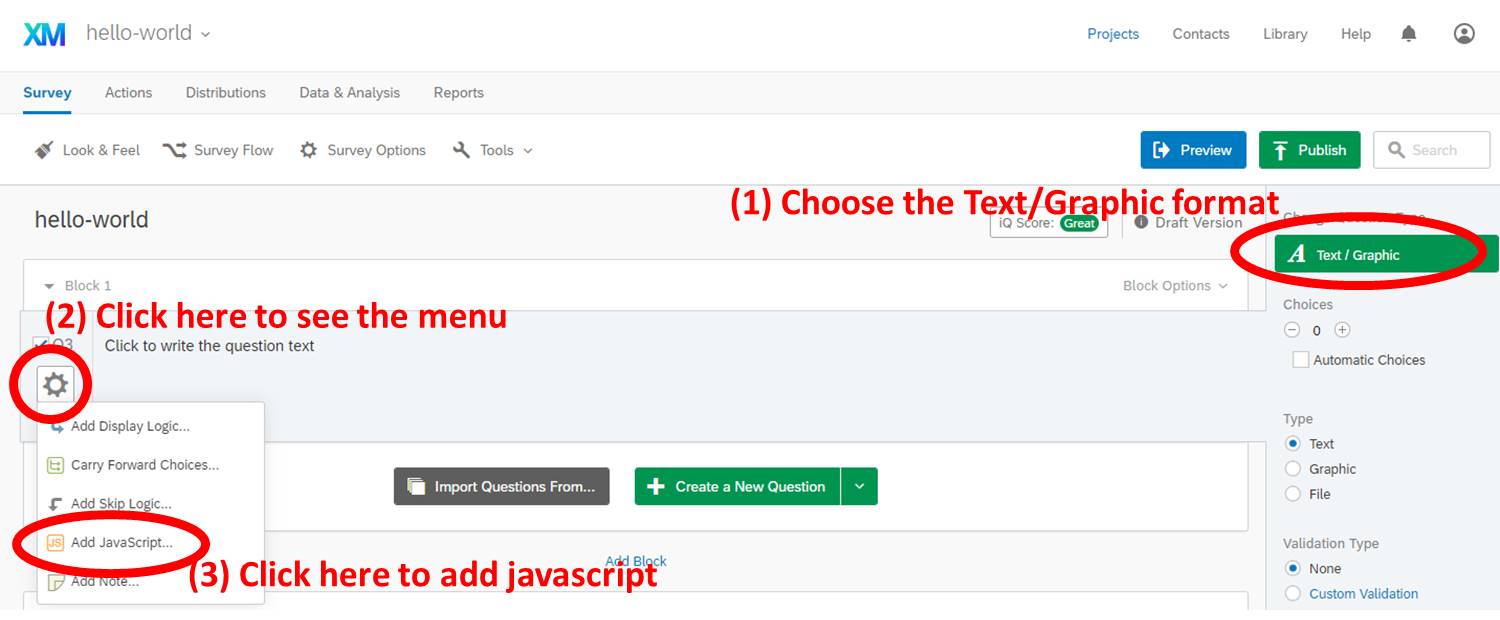 XM hello-world
Projects Contacts Library Help
Survey Actions Distributions Data & Analysis Reports
Look & Feel Survey Flow Survey Options Tools
Preview Publish Search
(1) Choose the Text/Graphic format
hello-world
iQ Score: Great Draft Version
Text / Graphic
Block 1 Block Options
Choices
(2) Click here to see the menu
0
Q3 Click to write the question text
Automatic Choices
Add Display Logic...
Type
Text
Carry Forward Choices...
Graphic
Import Questions From... Create a New Question
File
Add Skip Logic...
JS Add JavaScript...
Validation Type
Add Block
None
(3) Click here to add javascript
Add Note...
Custom Validation